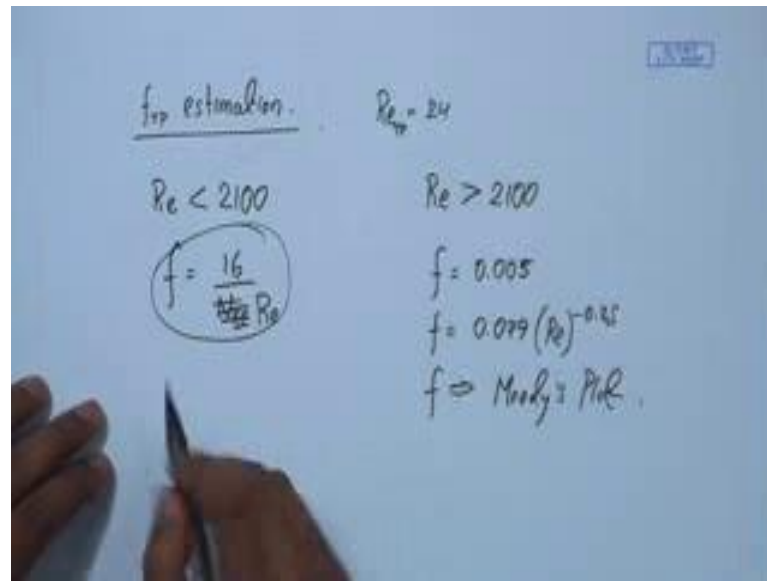 f_TP estimation. Re_TP = 24
Re < 2100
f = 16 / Re
Re > 2100
f = 0.005
f = 0.079 (Re)^-0.25
f ⇒ Moody's Plot.